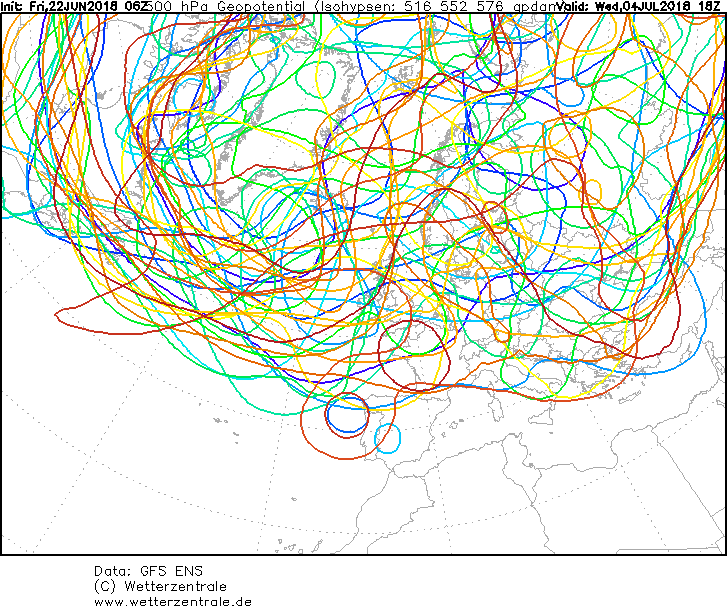 Init: Fri,22JUN2018 06Z 500 hPa Geopotential (Isohypsen: 516 552 576 gpdam Valid: Wed,04JUL2018 18Z
Data: GFS ENS
(C) Wetterzentrale
www.wetterzentrale.de